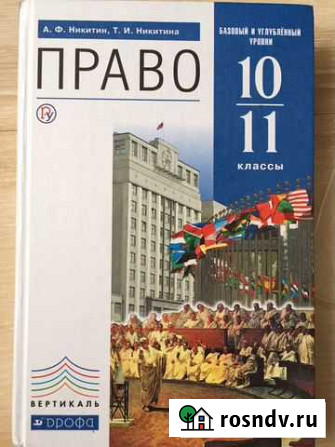 А. Ф. Никитин, Т. И. Никитина
БАЗОВЫЙ И УГЛУБЛЁННЫЙ
УРОВНИ
ПРАВО
10
11
КЛАССЫ
ВЕРТИКАЛЬ
дрофа
rosndv.ru